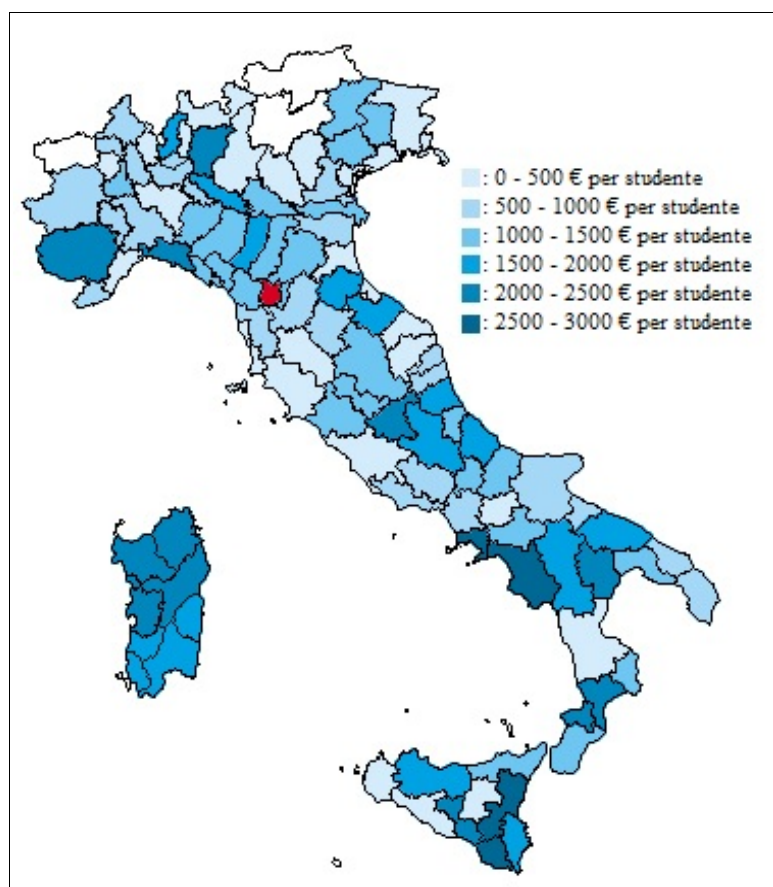 : 0 - 500 € per studente
: 500 - 1000 € per studente
: 1000 - 1500 € per studente
: 1500 - 2000 € per studente
: 2000 - 2500 € per studente
: 2500 - 3000 € per studente